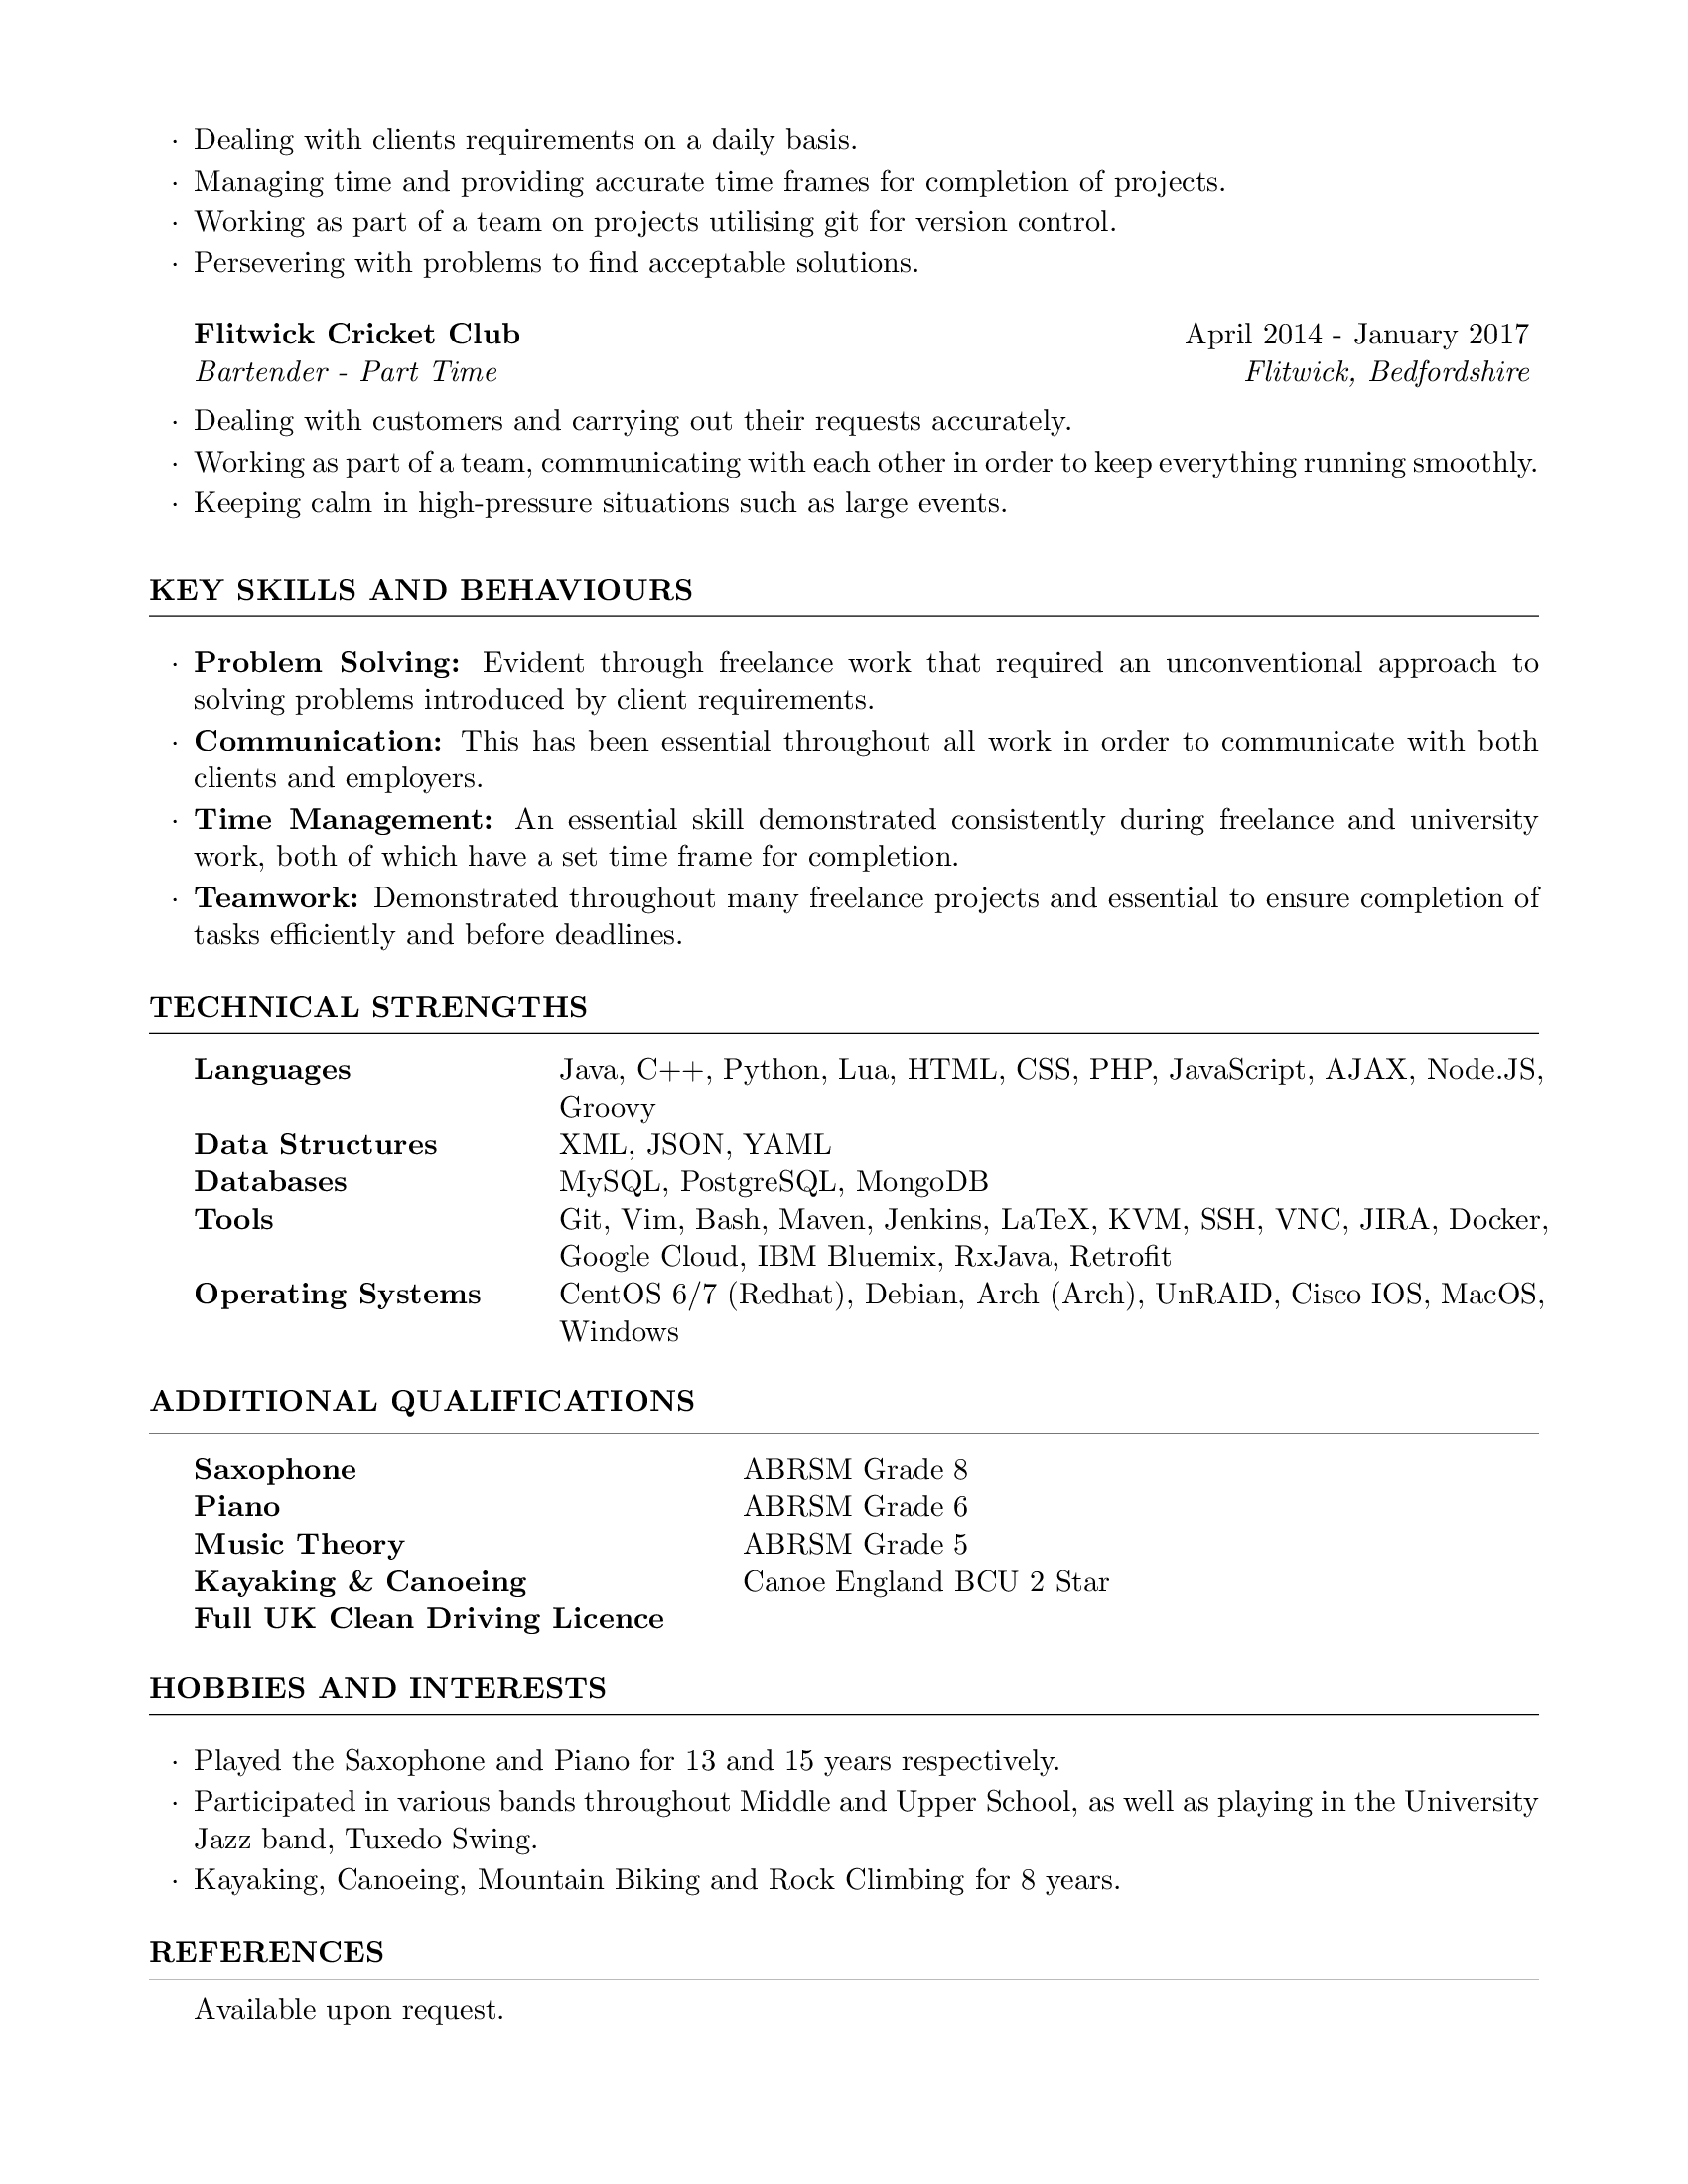 · Dealing with clients requirements on a daily basis.
· Managing time and providing accurate time frames for completion of projects.
· Working as part of a team on projects utilising git for version control.
· Persevering with problems to find acceptable solutions.
Flitwick Cricket Club April 2014 - January 2017
Bartender - Part Time Flitwick, Bedfordshire
· Dealing with customers and carrying out their requests accurately.
· Working as part of a team, communicating with each other in order to keep everything running smoothly.
· Keeping calm in high-pressure situations such as large events.
KEY SKILLS AND BEHAVIOURS
· Problem Solving: Evident through freelance work that required an unconventional approach to
solving problems introduced by client requirements.
· Communication: This has been essential throughout all work in order to communicate with both
clients and employers.
· Time Management: An essential skill demonstrated consistently during freelance and university
work, both of which have a set time frame for completion.
· Teamwork: Demonstrated throughout many freelance projects and essential to ensure completion of
tasks efficiently and before deadlines.
TECHNICAL STRENGTHS
Languages Java, C++, Python, Lua, HTML, CSS, PHP, JavaScript, AJAX, Node.JS,
Groovy
Data Structures XML, JSON, YAML
Databases MySQL, PostgreSQL, MongoDB
Tools Git, Vim, Bash, Maven, Jenkins, LaTeX, KVM, SSH, VNC, JIRA, Docker,
Google Cloud, IBM Bluemix, RxJava, Retrofit
Operating Systems CentOS 6/7 (Redhat), Debian, Arch (Arch), UnRAID, Cisco IOS, MacOS,
Windows
ADDITIONAL QUALIFICATIONS
Saxophone ABRSM Grade 8
Piano ABRSM Grade 6
Music Theory ABRSM Grade 5
Kayaking & Canoeing Canoe England BCU 2 Star
Full UK Clean Driving Licence
HOBBIES AND INTERESTS
· Played the Saxophone and Piano for 13 and 15 years respectively.
· Participated in various bands throughout Middle and Upper School, as well as playing in the University
Jazz band, Tuxedo Swing.
· Kayaking, Canoeing, Mountain Biking and Rock Climbing for 8 years.
REFERENCES
Available upon request.